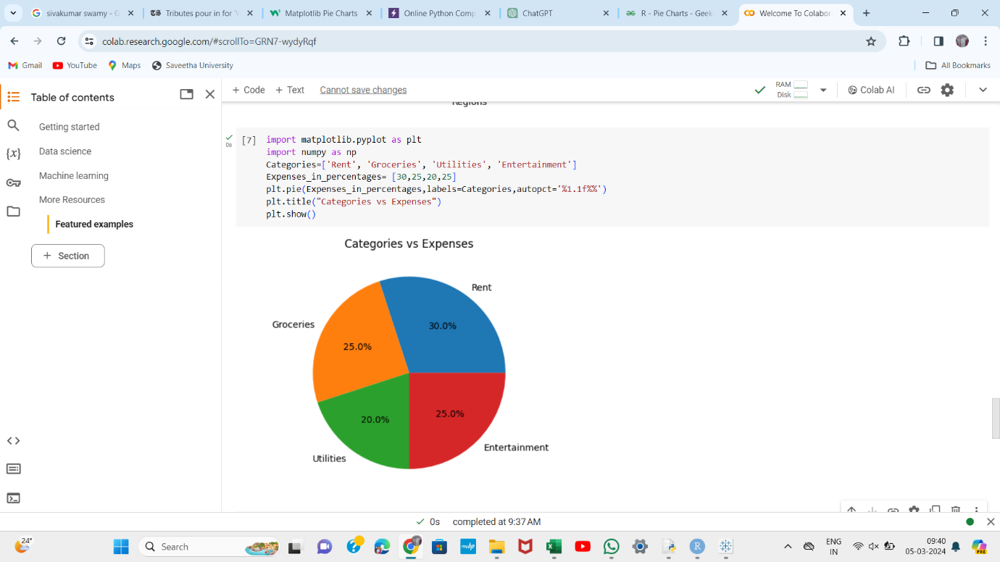 sivakumar swamy - G
Tributes pour in for 'V
Matplotlib Pie Charts
Online Python Comp
ChatGPT
R - Pie Charts - Geek
Welcome To Colabor
colab.research.google.com/#scrollTo=GRN7-wydyRqf
Gmail
YouTube
Maps
Saveetha University
All Bookmarks
Table of contents
+ Code + Text Cannot save changes
RAM
Disk
Colab AI
Getting started
Data science
Machine learning
More Resources
Featured examples
+ Section
Regions
0s
[7] import matplotlib.pyplot as plt
import numpy as np
Categories=['Rent', 'Groceries', 'Utilities', 'Entertainment']
Expenses_in_percentages= [30,25,20,25]
plt.pie(Expenses_in_percentages,labels=Categories,autopct='%1.1f%%')
plt.title("Categories vs Expenses")
plt.show()
Categories vs Expenses
Rent
30.0%
Groceries
25.0%
20.0%
25.0%
Entertainment
Utilities
0s completed at 9:37 AM
24°
Search
ENG
IN
09:40
05-03-2024